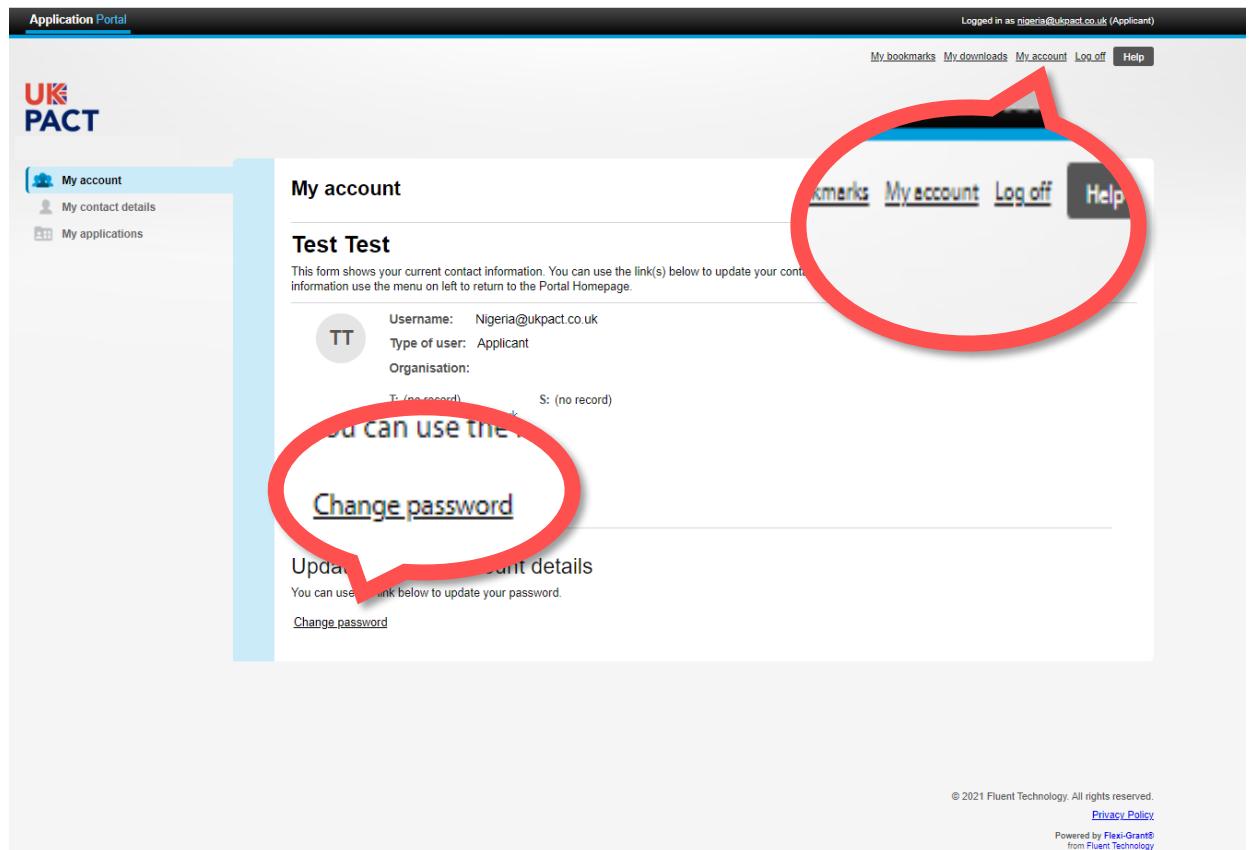 Application Portal
Logged in as nigeria@ukpact.co.uk (Applicant)
My bookmarks My downloads My account Log off Help
UK
PACT
My account
My contact details
My applications
My account
kmarks My account Log off Help
Test Test
This form shows your current contact information. You can use the link(s) below to update your
information use the menu on left to return to the Portal Homepage.
TT
Username: Nigeria@ukpact.co.uk
Type of user: Applicant
Organisation:
T: (no record) S: (no record)
can use the
Change password
details
You can use link below to update your password.
Change password
© 2021 Fluent Technology. All rights reserved.
Privacy Policy
Powered by Flexi-Grant®
from Fluent Technology